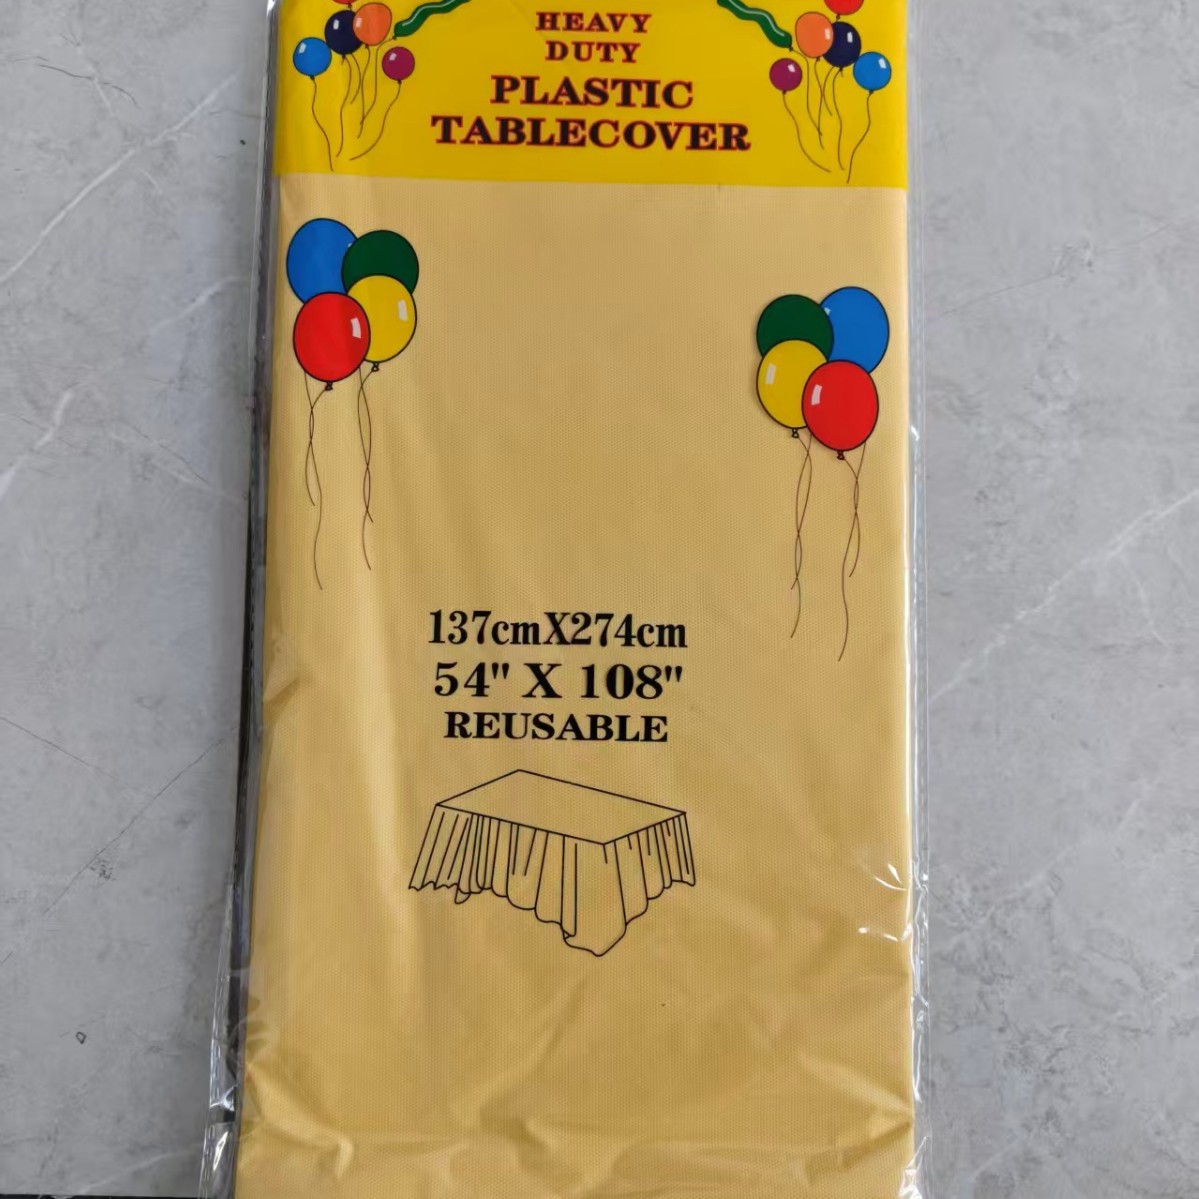 HEAVY
DUTY
PLASTIC
TABLECOVER
137cmX274cm
54" X 108"
REUSABLE